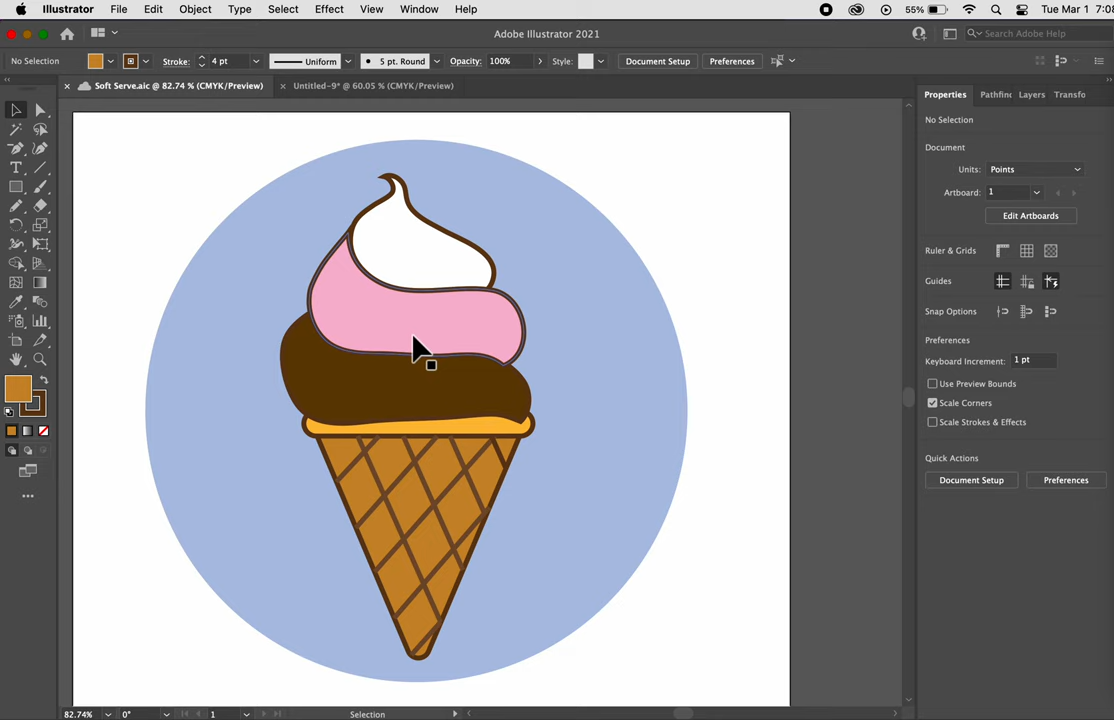 Illustrator File Edit Object Type Select Effect View Window Help 55% Tue Mar 1 7:08
Adobe Illustrator 2021 Search Adobe Help
No Selection Stroke: 4 pt Uniform 5 pt. Round Opacity: 100% Style: Document Setup Preferences
Soft Serve.aic @ 82.74 % (CMYK/Preview) Untitled-9* @ 60.05 % (CMYK/Preview)
Properties Pathfin Layers Transfo
No Selection
Document
Units: Points
Artboard: 1
Edit Artboards
Ruler & Grids
Guides
Snap Options
Preferences
Keyboard Increment: 1 pt
Use Preview Bounds
Scale Corners
Scale Strokes & Effects
Quick Actions
Document Setup Preferences
82.74% 0° 1 Selection